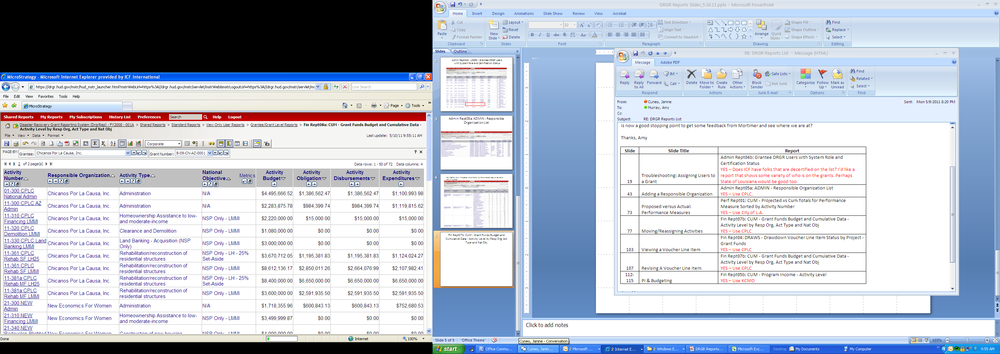 MicroStrategy - Microsoft Internet Explorer provided by ICF International
https://drgr.hud.gov/mstr/hud_mstr_launcher.html?mstrWebUrl=https%3A//drgr.hud.gov/mstr/servlet/mstrWeb&mstrLogoutUrl=https%3A//drgr.hud.gov/mstr/servlet/ms
Live Search
File Edit View Favorites Tools Help
MicroStrategy
Page Tools
Shared Reports My Reports My Subscriptions History List Preferences Search Help Logout
Disaster Recovery Grant Reporting System (DrgrRep) - FY2008 - 001A > Shared Reports > Standard Reports > View Only User Reports > Grantee/Grant Level Reports > Fin Rept08a: CUM - Grant Funds Budget and Cumulative Data -
Activity Level by Resp Org, Act Type and Nat Obj
File View Data Format
Last update: 5/10/11 9:55:11 AM
Corporate
PAGE-BY: Grantee: Chicanos Por La Causa, Inc. Grant Number: B-09-CN-AZ-0001
1 2 of 2 page(s)
Data rows: 1 - 50 of 72 Data columns: 4
Activity Number Responsible Organization Activity Type National Objective Metrics Activity Budget Activity Obligation Activity Disbursements Activity Expenditures
01-300 CPLC National Admin Chicanos Por La Causa, Inc. Administration N/A $4,495,666.52 $1,386,562.47 $1,386,562.47 $1,100,993.98
11-300 CPLC AZ Admin Chicanos Por La Causa, Inc. Administration N/A $2,283,875.78 $984,399.74 $984,399.74 $1,119,815.62
11-310 CPLC Financing LMMI Chicanos Por La Causa, Inc. Homeownership Assistance to low- and moderate-income NSP Only - LMMI $2,220,000.00 $15,000.00 $15,000.00 $15,000.00
11-320 CPLC Demolition LMMI Chicanos Por La Causa, Inc. Clearance and Demolition NSP Only - LMMI $1,080,000.00 $0.00 $0.00 $0.00
11-330 CPLC Land Banking LMMI Chicanos Por La Causa, Inc. Land Banking - Acquisition (NSP Only) NSP Only - LMMI $3,000,000.00 $0.00 $0.00 $0.00
11-361 CPLC Rehab SF LH25 Chicanos Por La Causa, Inc. Rehabilitation/reconstruction of residential structures NSP Only - LH - 25% Set-Aside $3,670,712.05 $1,195,381.83 $1,195,381.83 $1,124,024.27
11-361 CPLC Rehab SF LMMI Chicanos Por La Causa, Inc. Rehabilitation/reconstruction of residential structures NSP Only - LMMI $8,612,136.17 $2,850,011.26 $2,664,076.99 $2,107,982.41
11-381a CPLC Rehab MF LH25 Chicanos Por La Causa, Inc. Rehabilitation/reconstruction of residential structures NSP Only - LH - 25% Set-Aside $8,400,000.00 $6,650,000.00 $6,650,000.00 $6,650,000.00
11-381a CPLC Rehab MF LMMI Chicanos Por La Causa, Inc. Rehabilitation/reconstruction of residential structures NSP Only - LMMI $3,600,000.00 $2,591,935.50 $2,591,935.50 $2,591,935.50
21-300 NEW Admin New Economics For Women Administration N/A $1,718,355.96 $600,843.13 $600,843.13 $752,680.53
21-310 NEW Financing LMMI New Economics For Women Homeownership Assistance to low- and moderate-income NSP Only - LMMI $3,499,999.87 $0.00 $0.00 $0.00
21-340 NEW Redevelop Blighted New Economics For Women Construction of new housing NSP Only - LMMI $4,000,000.00 $0.00 $0.00 $0.00
Done Internet 100%
DRGR Reports Slides_5.10.11.pptx - Microsoft PowerPoint
Home Insert Design Animations Slide Show Review View Acrobat
Paste Cut Copy Format Painter Clipboard
New Slide Layout Reset Delete Slides
32 Font
Text Direction Align Text Convert to SmartArt Paragraph
Arrange Quick Styles Shape Fill Shape Outline Shape Effects Drawing
Find Replace Select Editing
Slides Outline
2 Admin Rept04b: USERS - Grantee DRGR Users
with System Role and Certification Status
3 Admin Rept05a: ADMIN - Responsible
Organization List
4
5 Fin Rept07b: CUM - Grant Funds Budget and
Cumulative Data - Activity Level by Resp Org, Act
Type and Nat Obj
RE: DRGR Reports List - Message (HTML)
Message Adobe PDF
Reply Reply to All Forward IM Call Respond
Delete Move to Folder Create Rule Other Actions Actions
Block Sender Safe Lists Not Junk Junk E-mail
Categorize Follow Up Mark as Unread Options
Find Related Select Find
From: Cuneo, Janine Sent: Mon 5/9/2011 8:20 PM
To: Murray, Amy
Cc:
Subject: RE: DRGR Reports List
Is now a good stopping point to get some feedback from Mortimer and see where we are at?
Thanks, Amy
Slide Slide Title Report
19 Troubleshooting: Assigning Users to a Grant
Admin Rept04b: Grantee DRGR Users with System Role and
Certification Status
YES – Does ICF have folks that are decertified on the list? I'd like a
report that shows some variety of who is on the grants. Perhaps
State of Louisiana would be good too.
43 Adding a Responsible Organization
Admin Rept05a: ADMIN - Responsible Organization List
YES – Use CPLC.
73 Proposed versus Actual: Performance Measures
Perf Rept01: CUM - Projected vs Cum Totals for Performance
Measure Sorted by Activity Number
YES – Use City of L.A.
77 Moving/Reassigning Activities
Fin Rept07b: CUM - Grant Funds Budget and Cumulative Data -
Activity Level by Resp Org, Act Type and Nat Obj
YES – Use CPLC
103 Viewing a Voucher Line Item
Fin Rept04: DRAWS - Drawdown Voucher Line Item Status by Project -
Grant Funds
YES – Use CPLC
107 Revising A Voucher Line Item
Fin Rept07b: CUM - Grant Funds Budget and Cumulative Data -
Activity Level by Resp Org, Act Type and Nat Obj
YES – Use CPLC
112-115 PI & Budgeting
Fin Rept05b: CUM - Program Income - Activity Level
YES – Use KCMO
Click to add notes
Slide 5 of 5 "Office Theme" 103%
Cuneo, Janine - Conversation
start Office Commu... Cuneo, Janin... 2 Microsoft ... 2 Internet E... 2 Windows E... DRGR Reports... Microsoft Exc... Desktop My Documents My Computer 9:55 AM